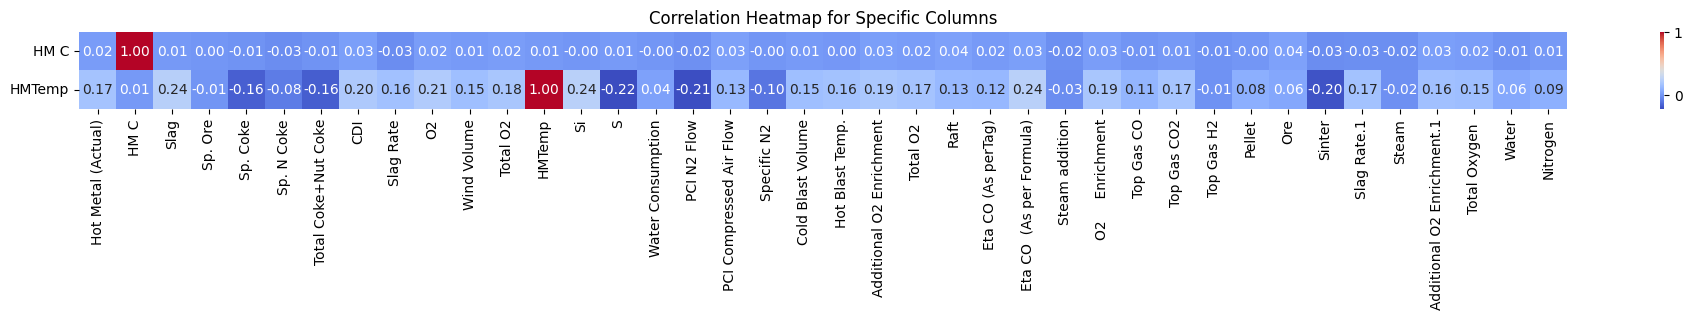 Correlation Heatmap for Specific Columns
HM C 0.02 1.00 0.01 0.00 -0.01 -0.03 -0.01 0.03 -0.03 0.02 0.01 0.02 0.01 -0.00 0.01 -0.00 -0.02 0.03 -0.00 0.01 0.00 0.03 0.02 0.04 0.02 0.03 -0.02 0.03 -0.01 0.01 -0.01 -0.00 0.04 -0.03 -0.03 -0.02 0.03 0.02 -0.01 0.01
HMTemp 0.17 0.01 0.24 -0.01 -0.16 -0.08 -0.16 0.20 0.16 0.21 0.15 0.18 1.00 0.24 -0.22 0.04 -0.21 0.13 -0.10 0.15 0.16 0.19 0.17 0.13 0.12 0.24 -0.03 0.19 0.11 0.17 -0.01 0.08 0.06 -0.20 0.17 -0.02 0.16 0.15 0.06 0.09
Hot Metal (Actual)
HM C
Slag
Sp. Ore
Sp. Coke
Sp. N Coke
Total Coke+Nut Coke
CDI
Slag Rate
O2
Wind Volume
Total O2
HMTemp
Si
S
Water Consumption
PCI N2 Flow
PCI Compressed Air Flow
Specific N2
Cold Blast Volume
Hot Blast Temp.
Additional O2 Enrichment
Total O2
Raft
Eta CO (As perTag)
Eta CO  (As per Formula)
Steam addition
O2     Enrichment
Top Gas CO
Top Gas CO2
Top Gas H2
Pellet
Ore
Sinter
Slag Rate.1
Steam
Additional O2 Enrichment.1
Total Oxygen
Water
Nitrogen
1
0